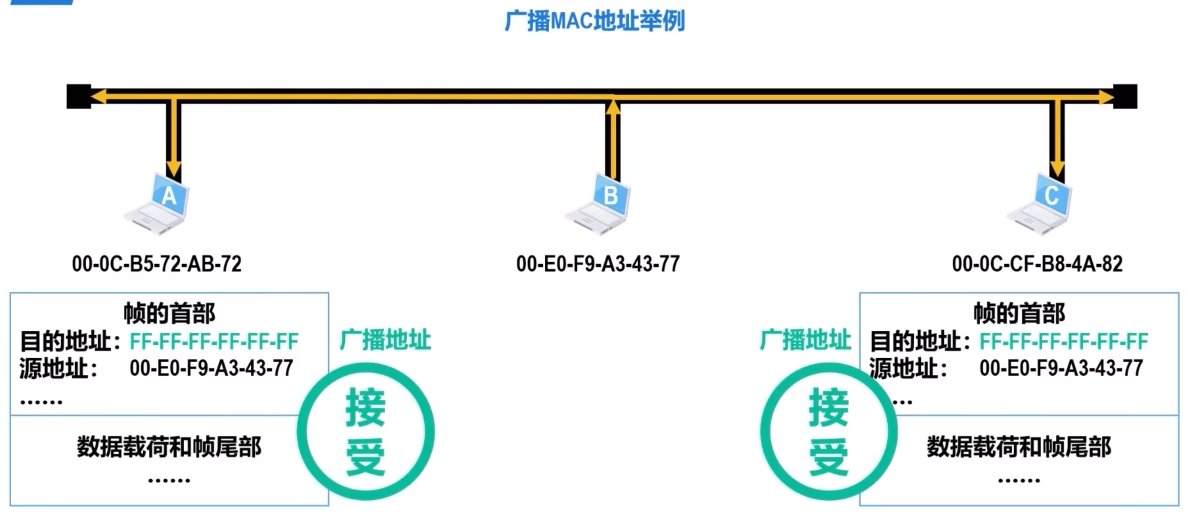 广播MAC地址举例
A
B
C
00-0C-B5-72-AB-72
00-E0-F9-A3-43-77
00-0C-CF-B8-4A-82
帧的首部
目的地址：FF-FF-FF-FF-FF-FF
源地址： 00-E0-F9-A3-43-77
……
数据载荷和帧尾部
……
广播地址
接
受
广播地址
接
受
帧的首部
目的地址：FF-FF-FF-FF-FF-FF
源地址： 00-E0-F9-A3-43-77
……
数据载荷和帧尾部
……